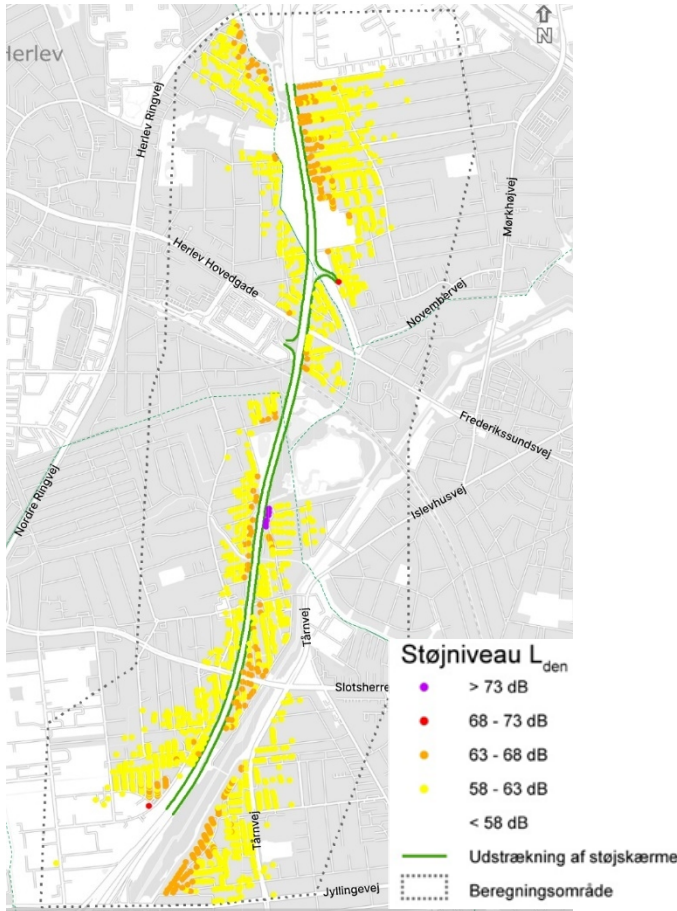 N
Herlev
Herlev Ringvej
Mørkhøjvej
Herlev Hovedgade
Novembervej
Frederikssundsvej
Islevhusvej
Nordre Ringvej
Tårnvej
Slotsherre
Tårnvej
Jyllingevej
Støjniveau Lden
> 73 dB
68 - 73 dB
63 - 68 dB
58 - 63 dB
< 58 dB
Udstrækning af støjskærme
Beregningsområde